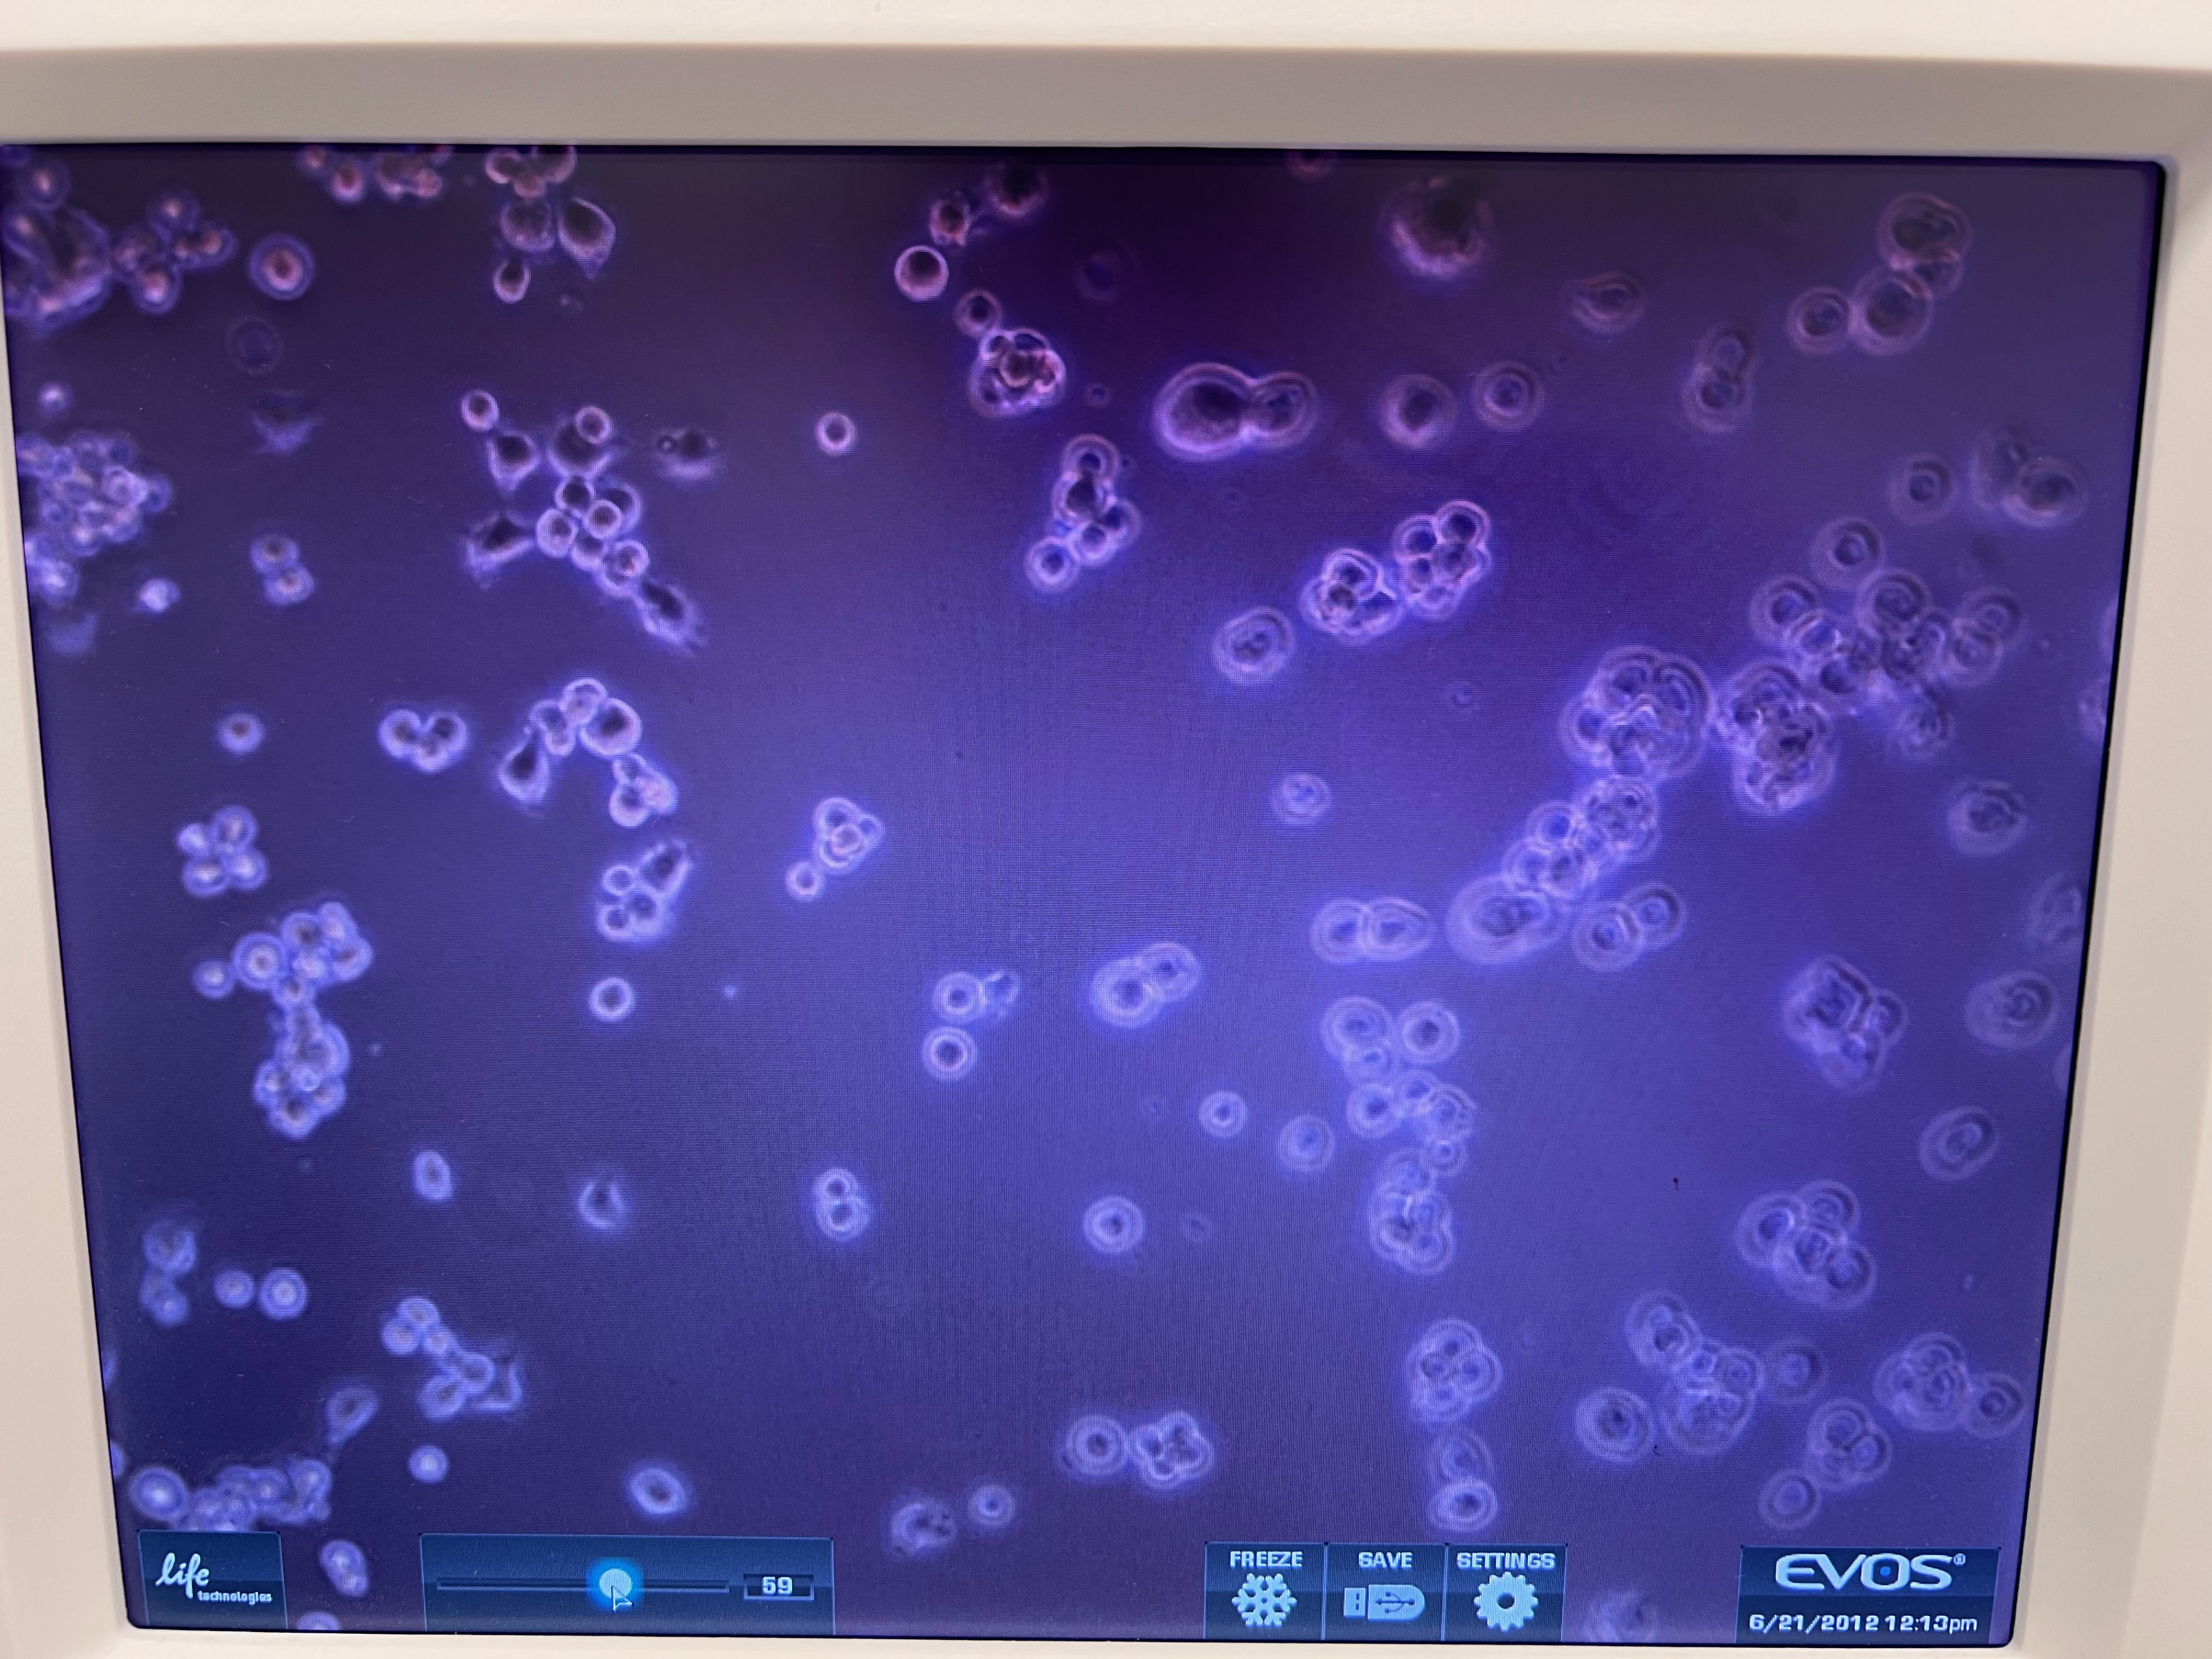 life
technologies
59
FREEZE
SAVE
SETTINGS
EVOS®
6/21/2012 12:13pm